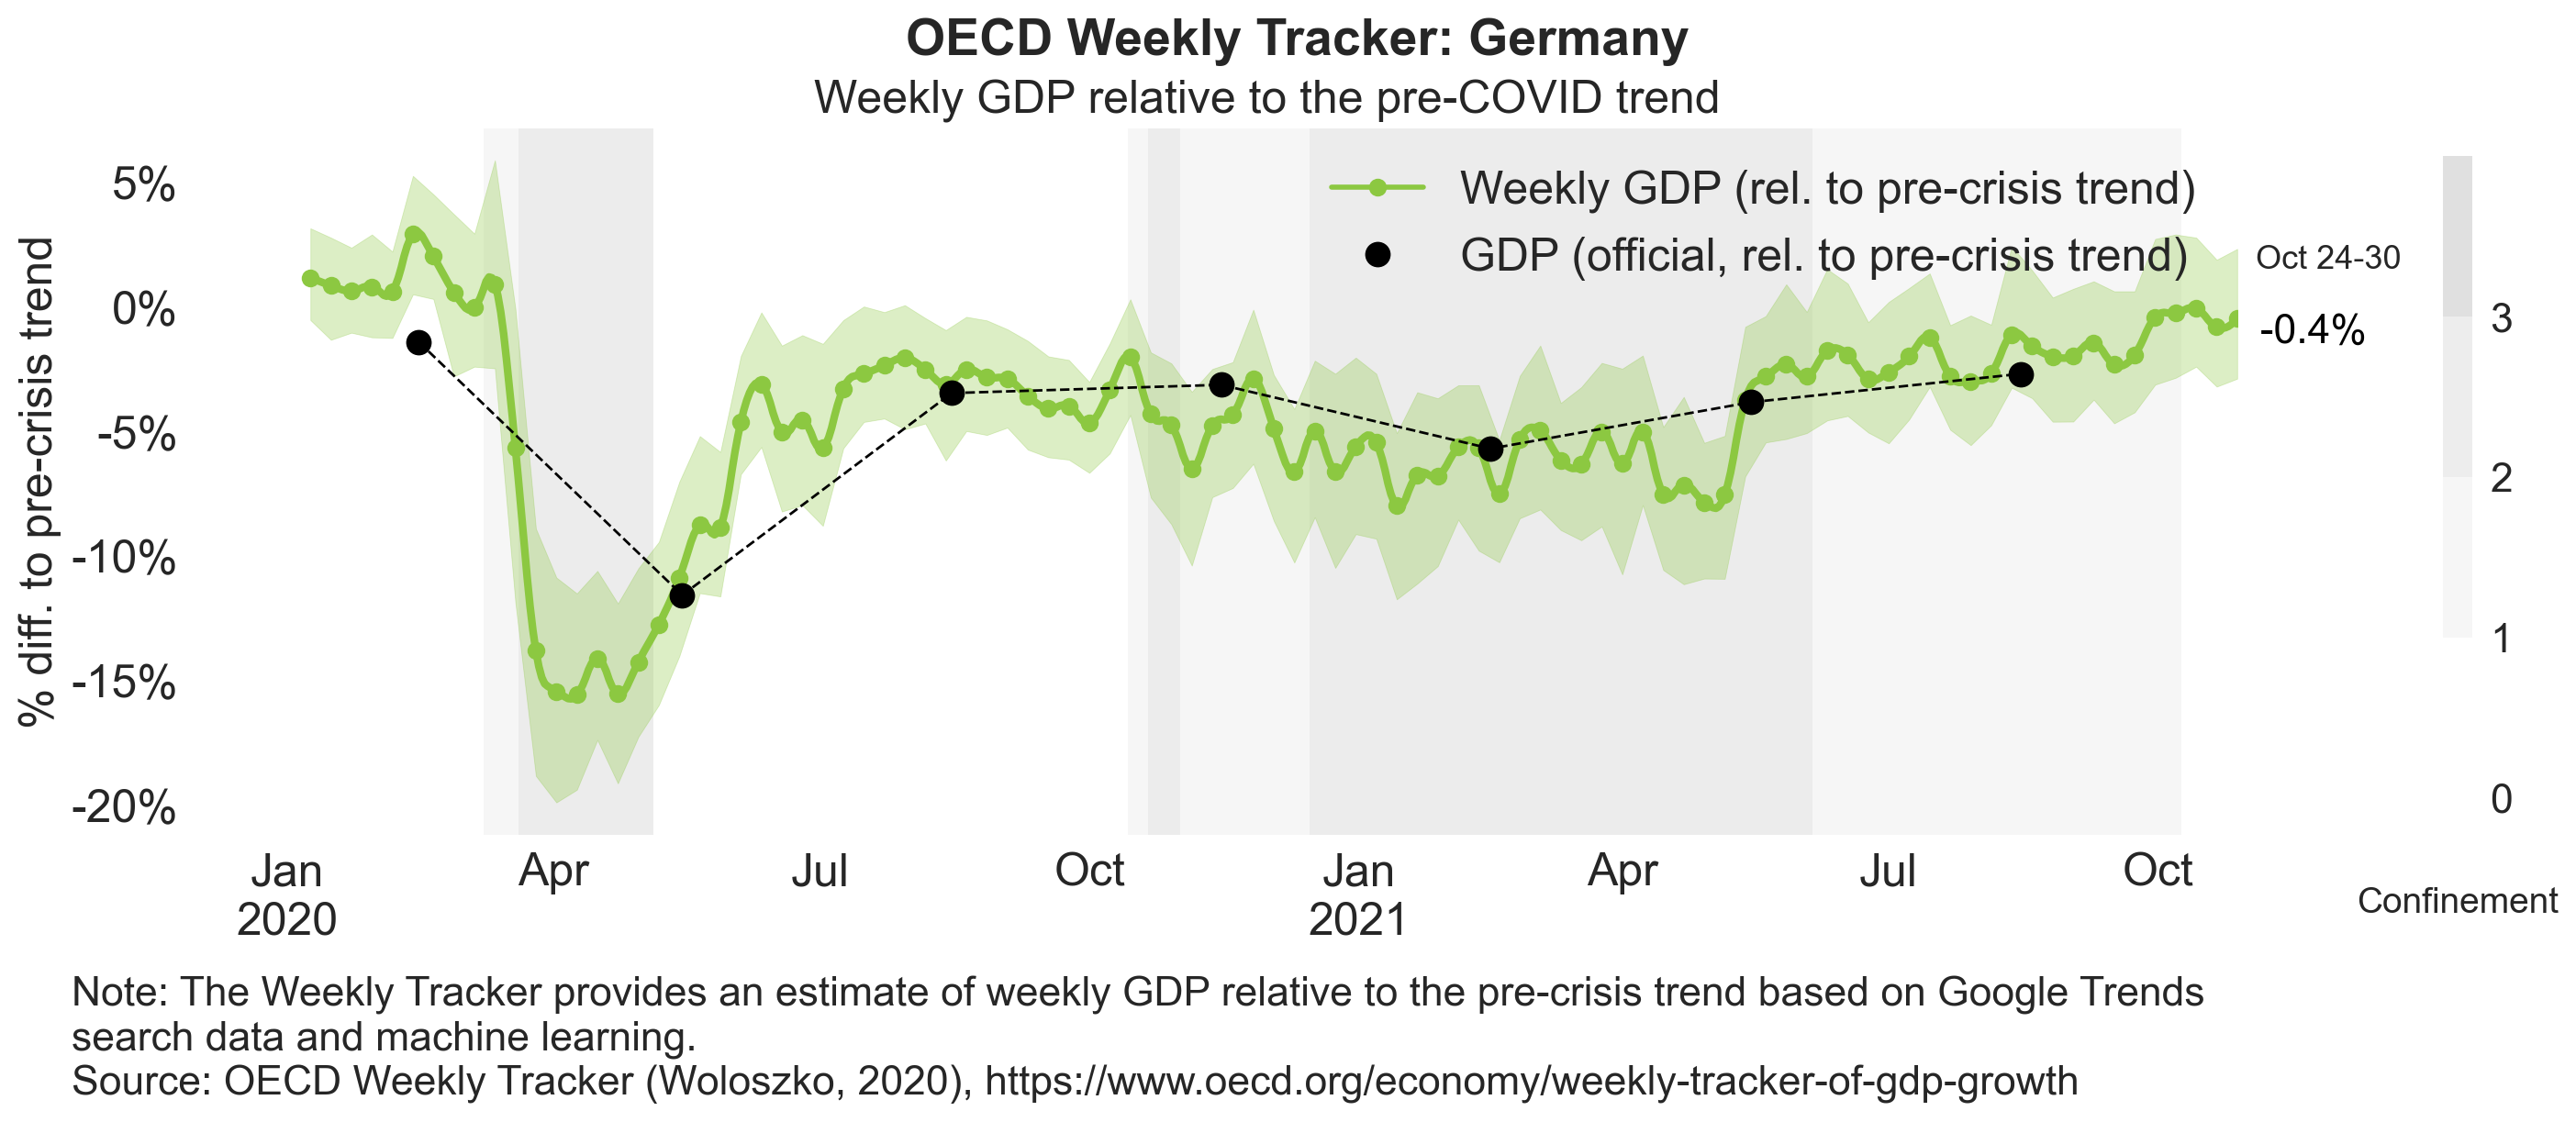 OECD Weekly Tracker: Germany
Weekly GDP relative to the pre-COVID trend
% diff. to pre-crisis trend
5%
0%
-5%
-10%
-15%
-20%
Weekly GDP (rel. to pre-crisis trend)
GDP (official, rel. to pre-crisis trend)
Oct 24-30
-0.4%
3
2
1
0
Confinement
Jan Apr Jul Oct Jan Apr Jul Oct
2020 2021
Note: The Weekly Tracker provides an estimate of weekly GDP relative to the pre-crisis trend based on Google Trends
search data and machine learning.
Source: OECD Weekly Tracker (Woloszko, 2020), https://www.oecd.org/economy/weekly-tracker-of-gdp-growth